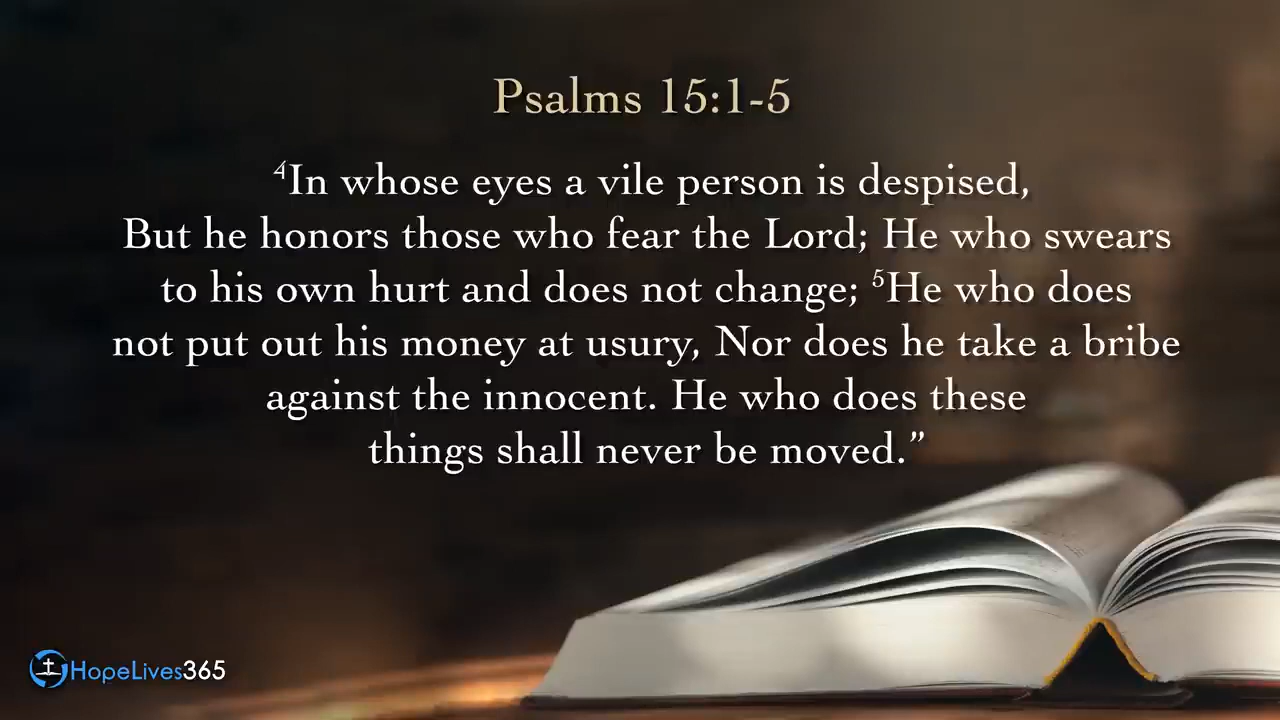 Psalms 15:1-5
⁴In whose eyes a vile person is despised,
But he honors those who fear the Lord; He who swears
to his own hurt and does not change; ⁵He who does
not put out his money at usury, Nor does he take a bribe
against the innocent. He who does these
things shall never be moved.”
HopeLives365